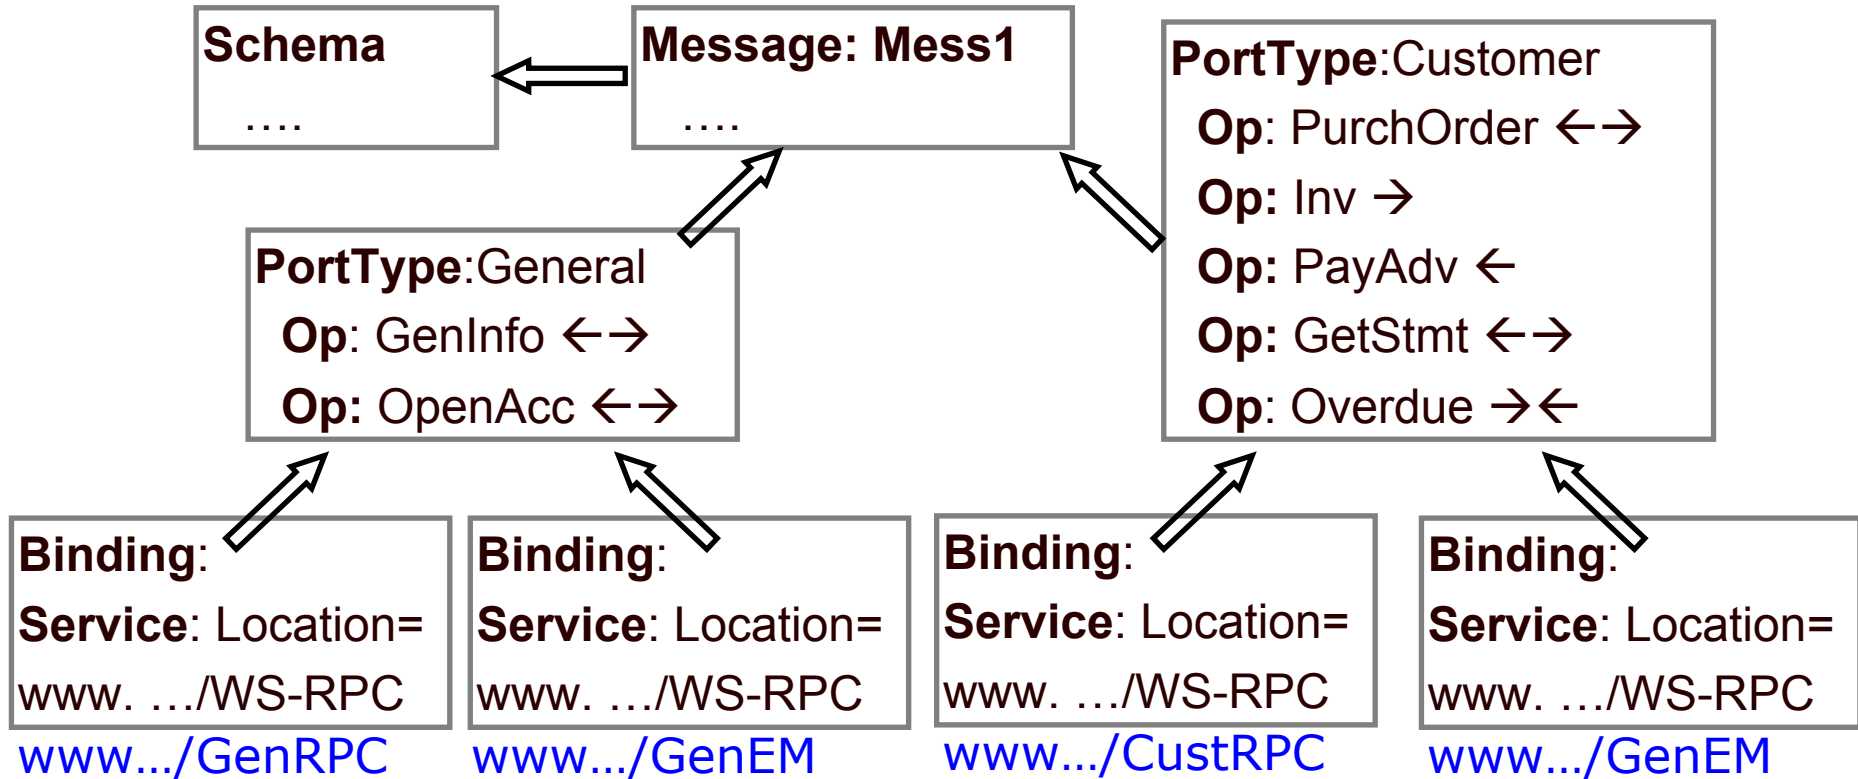 Schema
....
Message: Mess1
....
PortType:Customer
Op: PurchOrder ←→
Op: Inv →
Op: PayAdv ←
Op: GetStmt ←→
Op: Overdue →←
PortType:General
Op: GenInfo ←→
Op: OpenAcc ←→
Binding:
Service: Location=
www. …/WS-RPC
www…/GenRPC
Binding:
Service: Location=
www. …/WS-RPC
www…/GenEM
Binding:
Service: Location=
www. …/WS-RPC
www…/CustRPC
Binding:
Service: Location=
www. …/WS-RPC
www…/GenEM